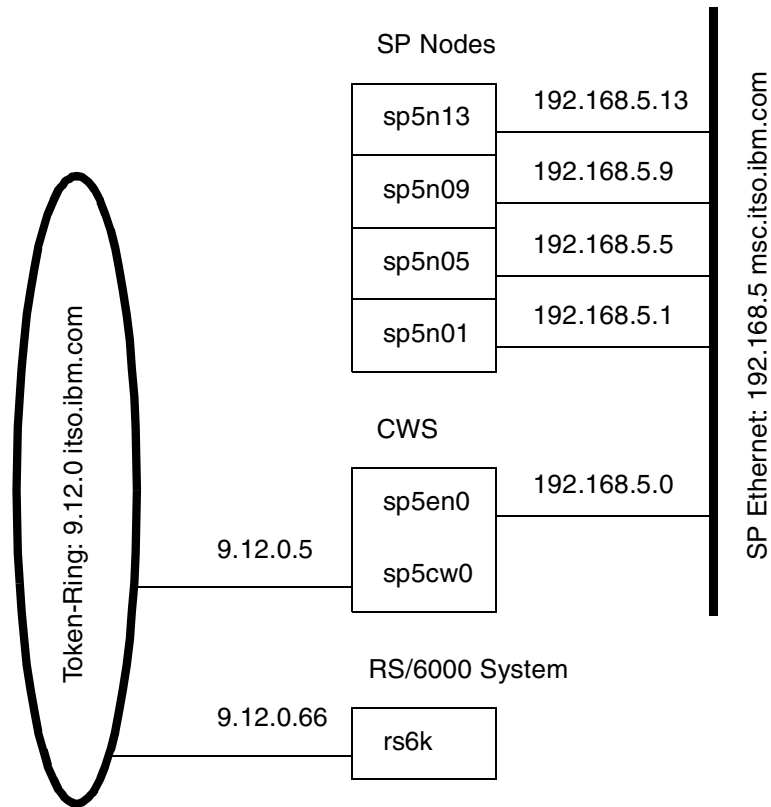 SP Nodes
sp5n13
192.168.5.13
sp5n09
192.168.5.9
sp5n05
192.168.5.5
sp5n01
192.168.5.1
CWS
sp5en0
192.168.5.0
9.12.0.5
sp5cw0
RS/6000 System
9.12.0.66
rs6k
Token-Ring: 9.12.0 itso.ibm.com
SP Ethernet: 192.168.5 msc.itso.ibm.com